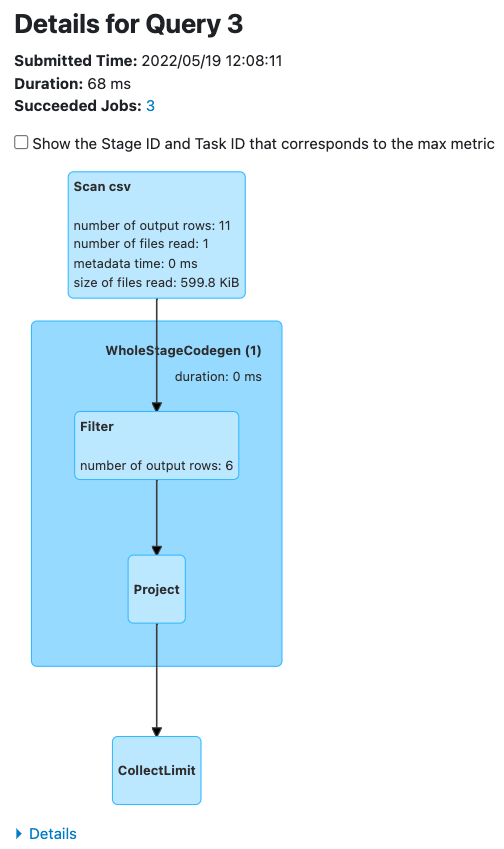 Details for Query 3
Submitted Time: 2022/05/19 12:08:11
Duration: 68 ms
Succeeded Jobs: 3
Show the Stage ID and Task ID that corresponds to the max metric
Scan csv
number of output rows: 11
number of files read: 1
metadata time: 0 ms
size of files read: 599.8 KiB
WholeStageCodegen (1)
duration: 0 ms
Filter
number of output rows: 6
Project
CollectLimit
Details